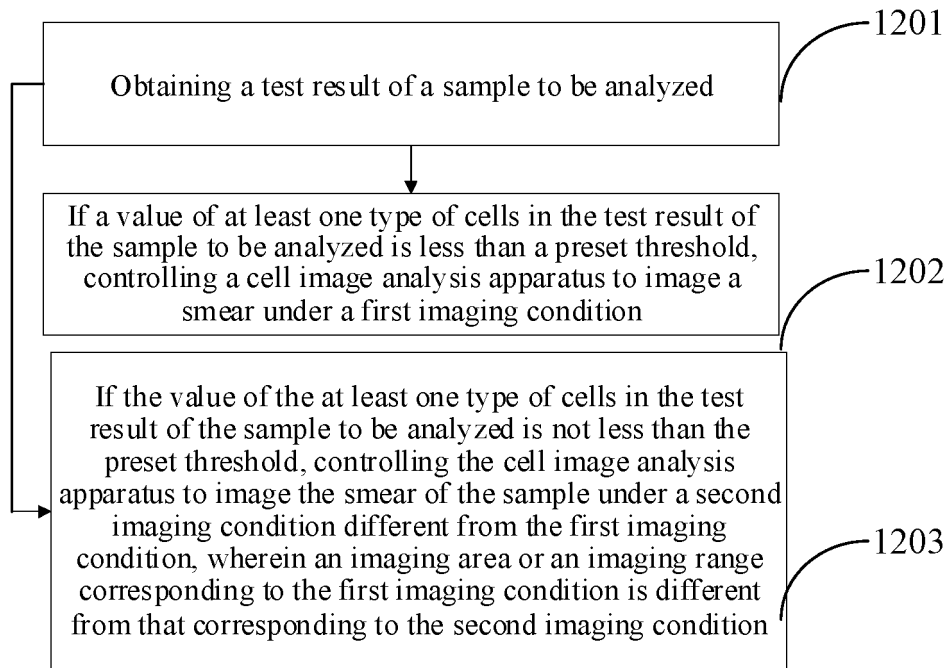 1201
Obtaining a test result of a sample to be analyzed
If a value of at least one type of cells in the test result of
the sample to be analyzed is less than a preset threshold,
controlling a cell image analysis apparatus to image a
smear under a first imaging condition
1202
If the value of the at least one type of cells in the test
result of the sample to be analyzed is not less than the
preset threshold, controlling the cell image analysis
apparatus to image the smear of the sample under a second
imaging condition different from the first imaging
condition, wherein an imaging area or an imaging range
corresponding to the first imaging condition is different
from that corresponding to the second imaging condition
1203